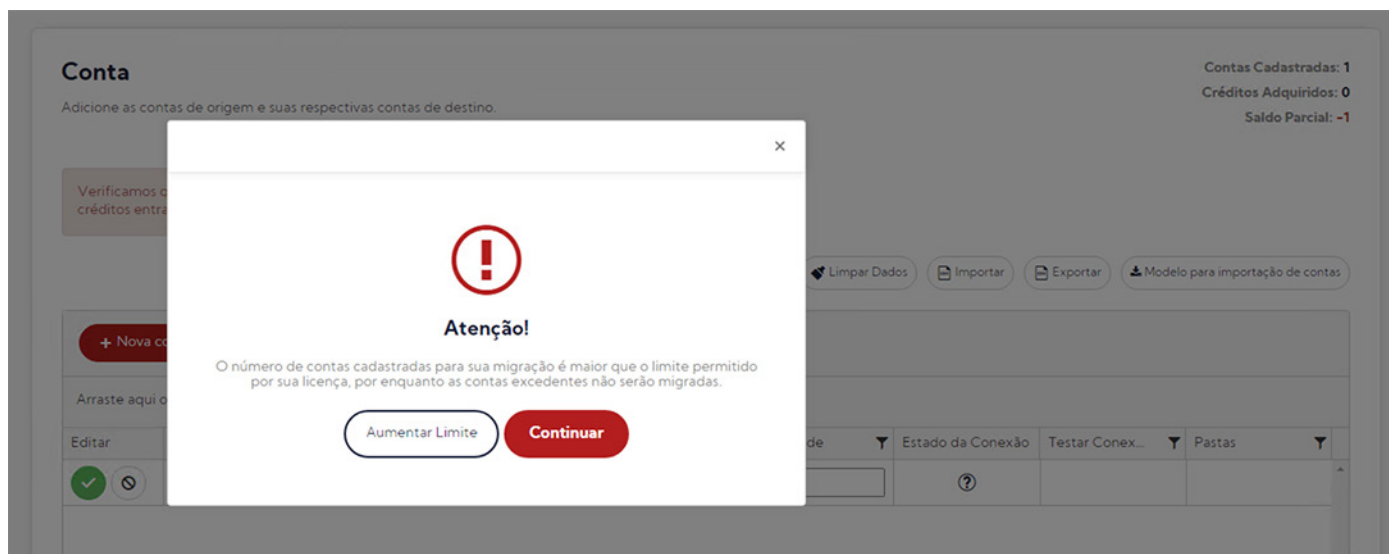 Conta
Contas Cadastradas: 1
Adicione as contas de origem e suas respectivas contas de destino.
Créditos Adquiridos: 0
Saldo Parcial: -1
×
Verificamos
créditos entra
Limpar Dados
Importar
Exportar
Modelo para importação de contas
Atenção!
+ Nova co
O número de contas cadastradas para sua migração é maior que o limite permitido
por sua licença, por enquanto as contas excedentes não serão migradas.
Arraste aqui o
Aumentar Limite
Continuar
Editar
de
Estado da Conexão
Testar Conex...
Pastas